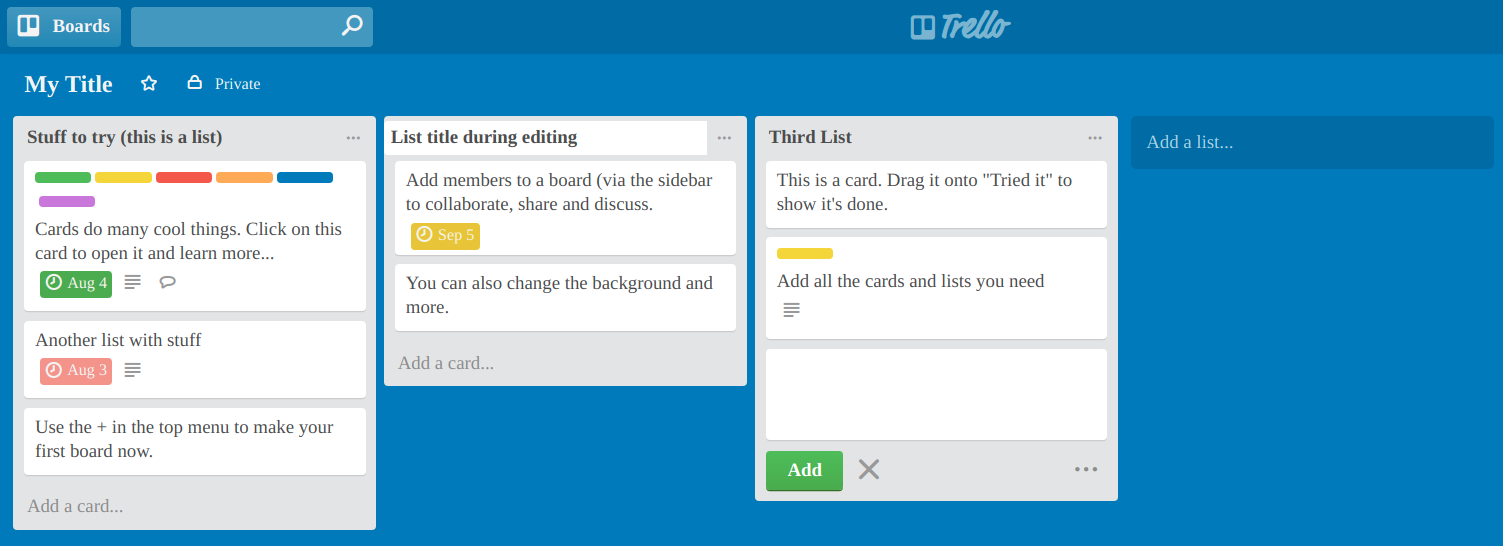 Boards
Trello
My Title
Private
Stuff to try (this is a list)
Cards do many cool things. Click on this
card to open it and learn more...
Aug 4
Another list with stuff
Aug 3
Use the + in the top menu to make your
first board now.
Add a card...
List title during editing
Add members to a board (via the sidebar
to collaborate, share and discuss.
Sep 5
You can also change the background and
more.
Add a card...
Third List
This is a card. Drag it onto "Tried it" to
show it's done.
Add all the cards and lists you need
Add
Add a list...